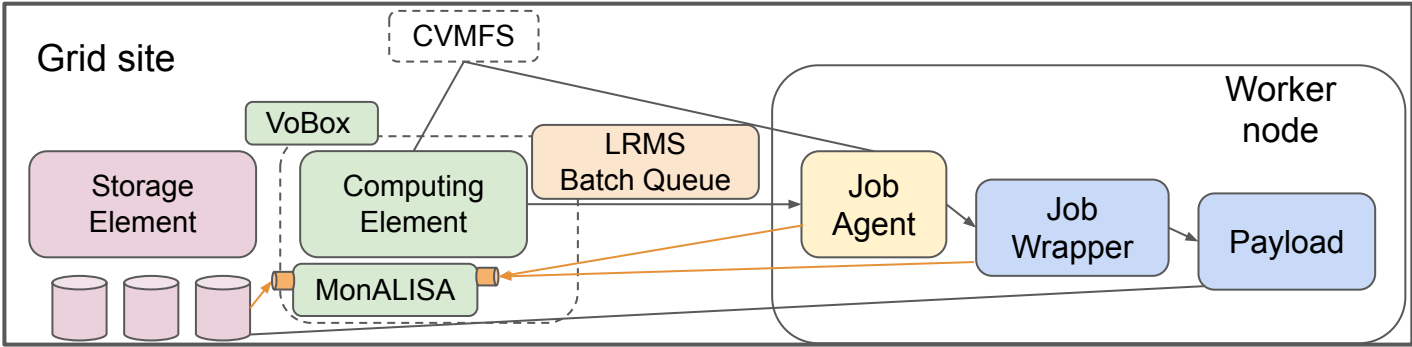 CVMFS
Grid site
Worker
node
VoBox
LRMS
Batch Queue
Storage
Element
Computing
Element
Job
Agent
Job
Wrapper
Payload
MonALISA